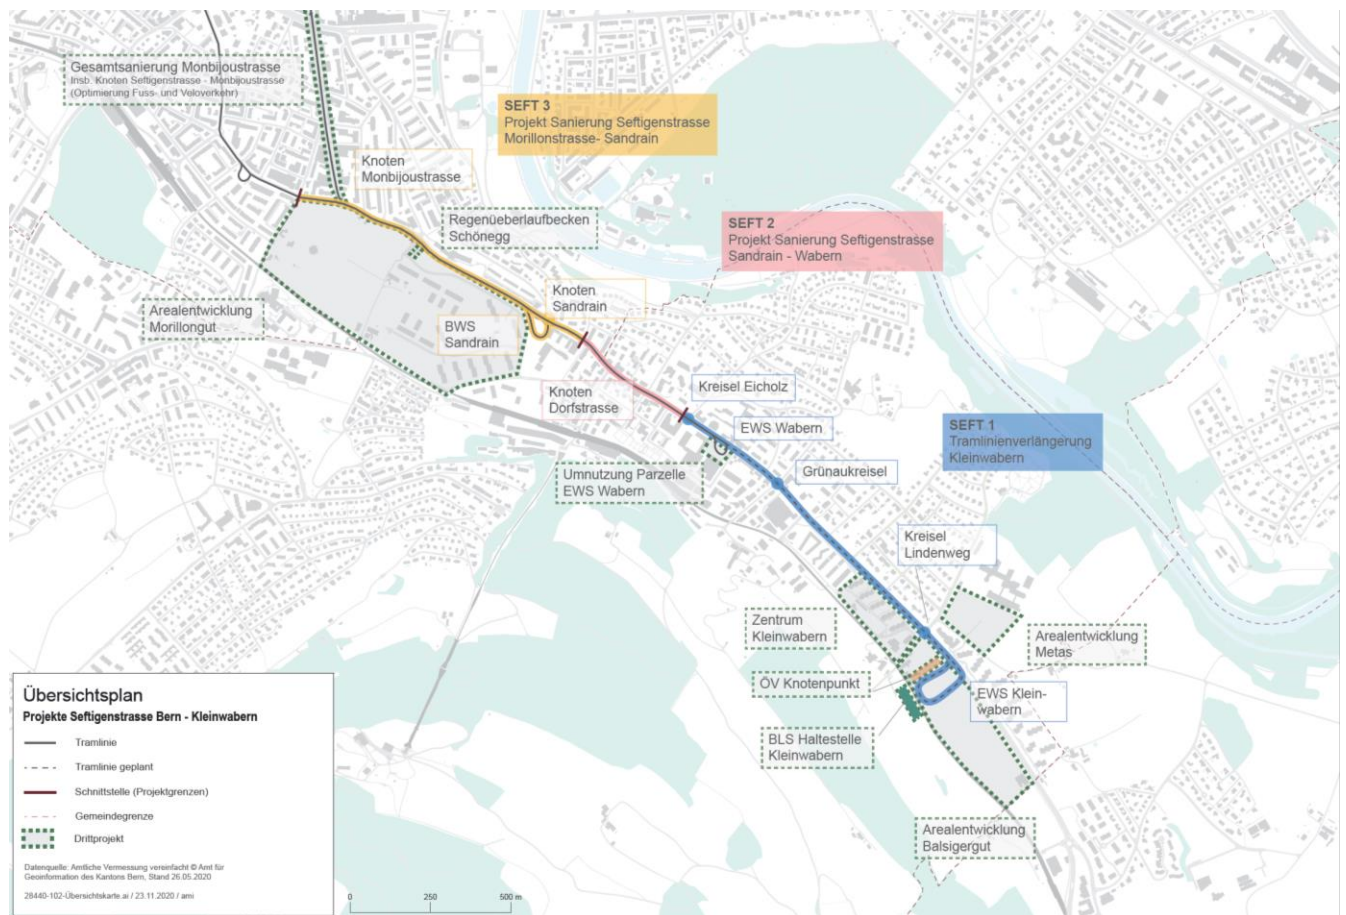 Gesamtsanierung Monbijoustrasse
Insb. Knoten Seftigenstrasse - Monbijoustrasse
(Optimierung Fuss- und Veloverkehr)
SEFT 3
Projekt Sanierung Seftigenstrasse
Morillonstrasse- Sandrain
Knoten
Monbijoustrasse
Regenüeberlaufbecken
Schönegg
SEFT 2
Projekt Sanierung Seftigenstrasse
Sandrain - Wabern
Knoten
Sandrain
Arealentwicklung
Morillongut
BWS
Sandrain
Knoten
Dorfstrasse
Kreisel Eicholz
EWS Wabern
SEFT 1
Tramlinienverlängerung
Kleinwabern
Umnutzung Parzelle
EWS Wabern
Grünaukreisel
Kreisel
Lindenweg
Zentrum
Kleinwabern
Arealentwicklung
Metas
ÖV Knotenpunkt
EWS Klein-
wabern
BLS Haltestelle
Kleinwabern
Arealentwicklung
Balsigergut
Übersichtsplan
Projekte Seftigenstrasse Bern - Kleinwabern
Tramlinie
Tramlinie geplant
Schnittstelle (Projektgrenzen)
Gemeindegrenze
Drittprojekt
Datenquelle: Amtliche Vermessung vereinfacht © Amt für
Geoinformation des Kantons Bern, Stand 26.05.2020
28440-102-Übersichtskarte.ai / 23.11.2020 / ami
0 250 500 m